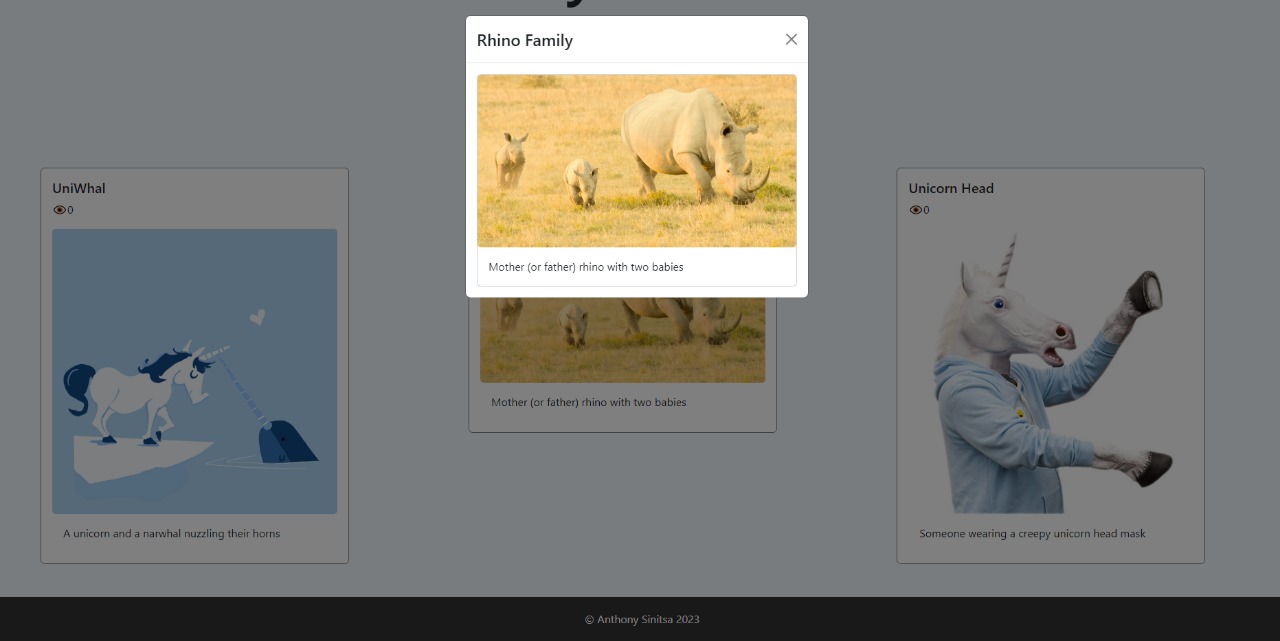 Rhino Family
Mother (or father) rhino with two babies
UniWhal
0
A unicorn and a narwhal nuzzling their horns
Mother (or father) rhino with two babies
Unicorn Head
0
Someone wearing a creepy unicorn head mask
© Anthony Sinitsa 2023